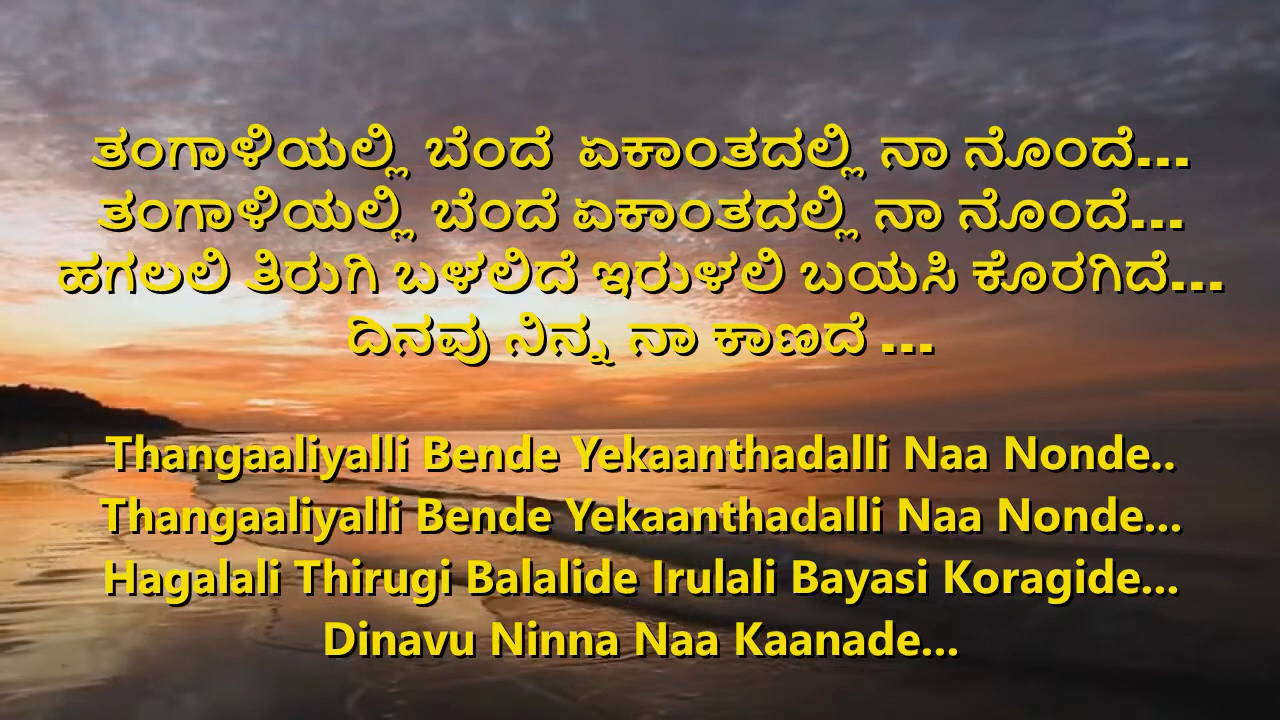 ತಂಗಾಳಿಯಲ್ಲಿ ಬೆಂದೆ ಏಕಾಂತದಲ್ಲಿ ನಾ ನೊಂದೆ...
ತಂಗಾಳಿಯಲ್ಲಿ ಬೆಂದೆ ಏಕಾಂತದಲ್ಲಿ ನಾ ನೊಂದೆ...
ಹಗಲಲಿ ತಿರುಗಿ ಬಳಲಿದೆ ಇರುಳಲಿ ಬಯಸಿ ಕೊರಗಿದೆ...
ದಿನವು ನಿನ್ನ ನಾ ಕಾಣದೆ ...
Thangaaliyalli Bende Yekaanthadalli Naa Nonde..
Thangaaliyalli Bende Yekaanthadalli Naa Nonde...
Hagalali Thirugi Balalide Irulali Bayasi Koragide...
Dinavu Ninna Naa Kaanade...